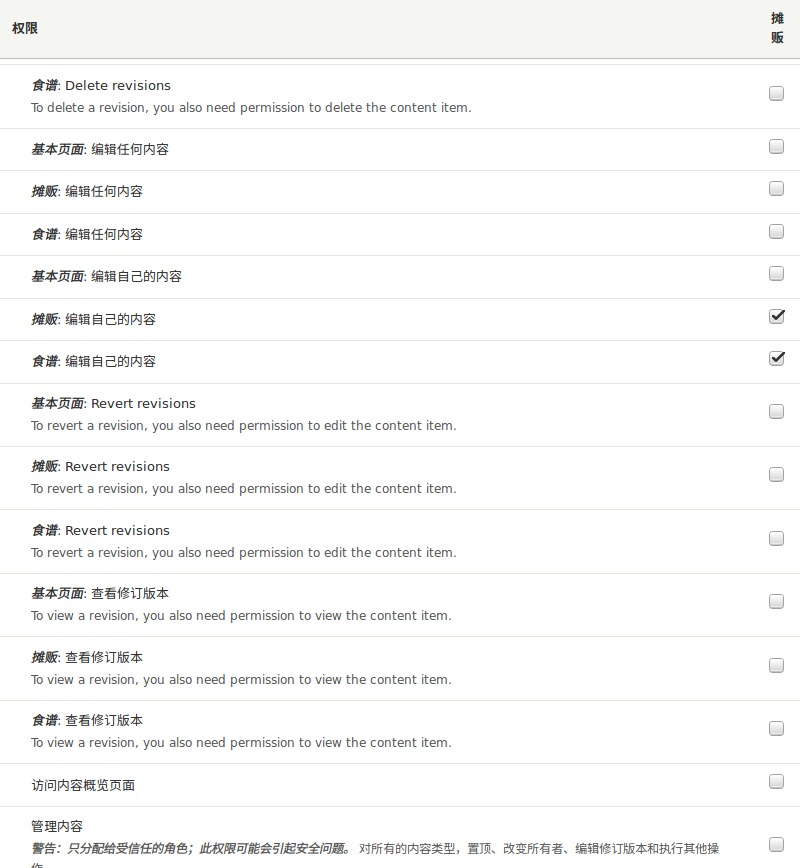 权限
摊
贩
食谱: Delete revisions
To delete a revision, you also need permission to delete the content item.
基本页面: 编辑任何内容
摊贩: 编辑任何内容
食谱: 编辑任何内容
基本页面: 编辑自己的内容
摊贩: 编辑自己的内容
食谱: 编辑自己的内容
基本页面: Revert revisions
To revert a revision, you also need permission to edit the content item.
摊贩: Revert revisions
To revert a revision, you also need permission to edit the content item.
食谱: Revert revisions
To revert a revision, you also need permission to edit the content item.
基本页面: 查看修订版本
To view a revision, you also need permission to view the content item.
摊贩: 查看修订版本
To view a revision, you also need permission to view the content item.
食谱: 查看修订版本
To view a revision, you also need permission to view the content item.
访问内容概览页面
管理内容
警告：只分配给受信任的角色；此权限可能会引起安全问题。 对所有的内容类型，置顶、改变所有者、编辑修订版本和执行其他操